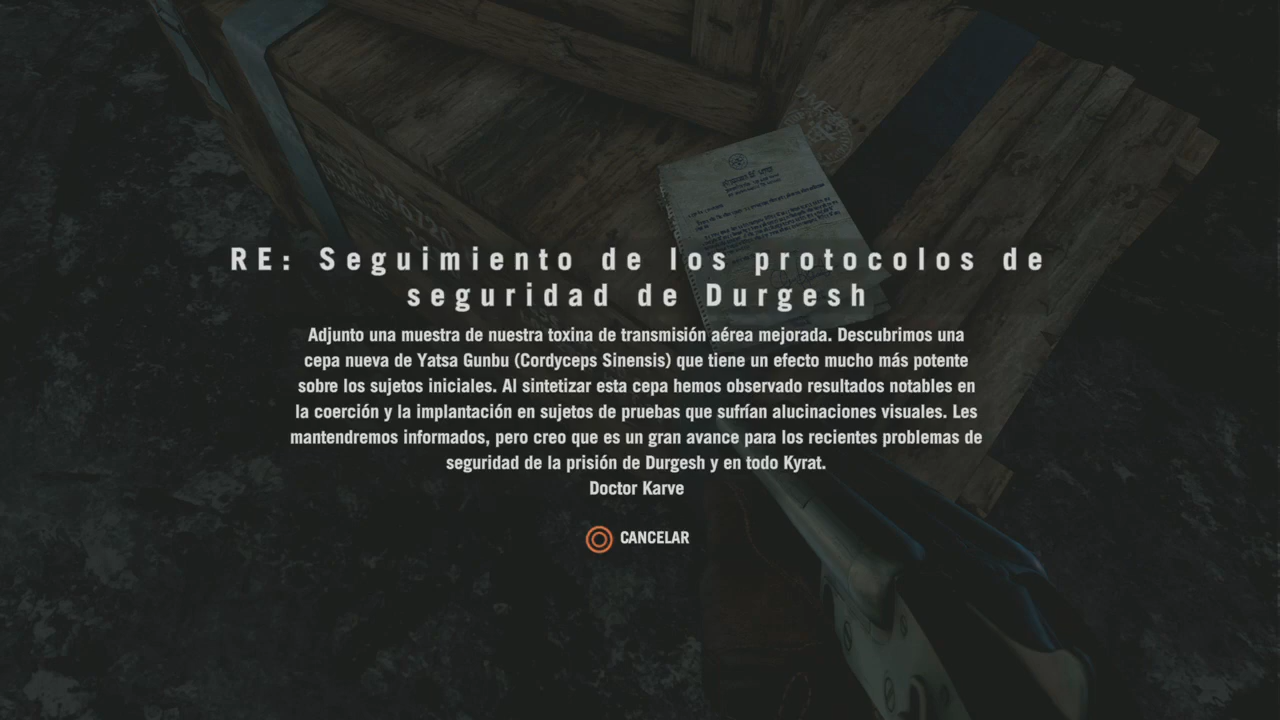 RE: Seguimiento de los protocolos de
seguridad de Durgesh
Adjunto una muestra de nuestra toxina de transmisión aérea mejorada. Descubrimos una
cepa nueva de Yatsa Gunbu (Cordyceps Sinensis) que tiene un efecto mucho más potente
sobre los sujetos iniciales. Al sintetizar esta cepa hemos observado resultados notables en
la coerción y la implantación en sujetos de pruebas que sufrían alucinaciones visuales. Les
mantendremos informados, pero creo que es un gran avance para los recientes problemas de
seguridad de la prisión de Durgesh y en todo Kyrat.
Doctor Karve
CANCELAR